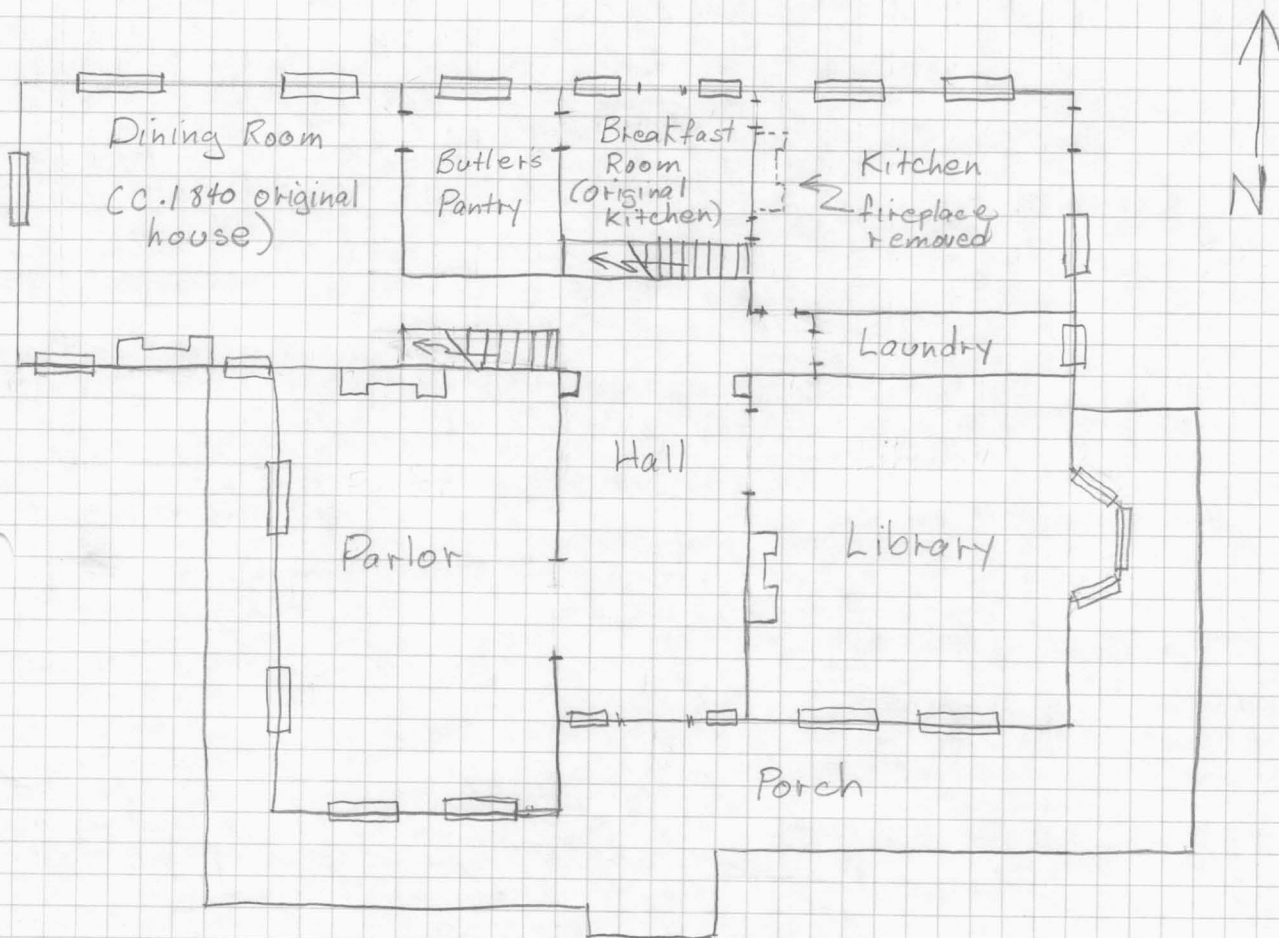 Dining Room
(C.1840 original
house)
Butler's
Pantry
Breakfast
Room
(original
kitchen)
Kitchen
fireplace
removed
N
Laundry
Hall
Parlor
Library
Porch